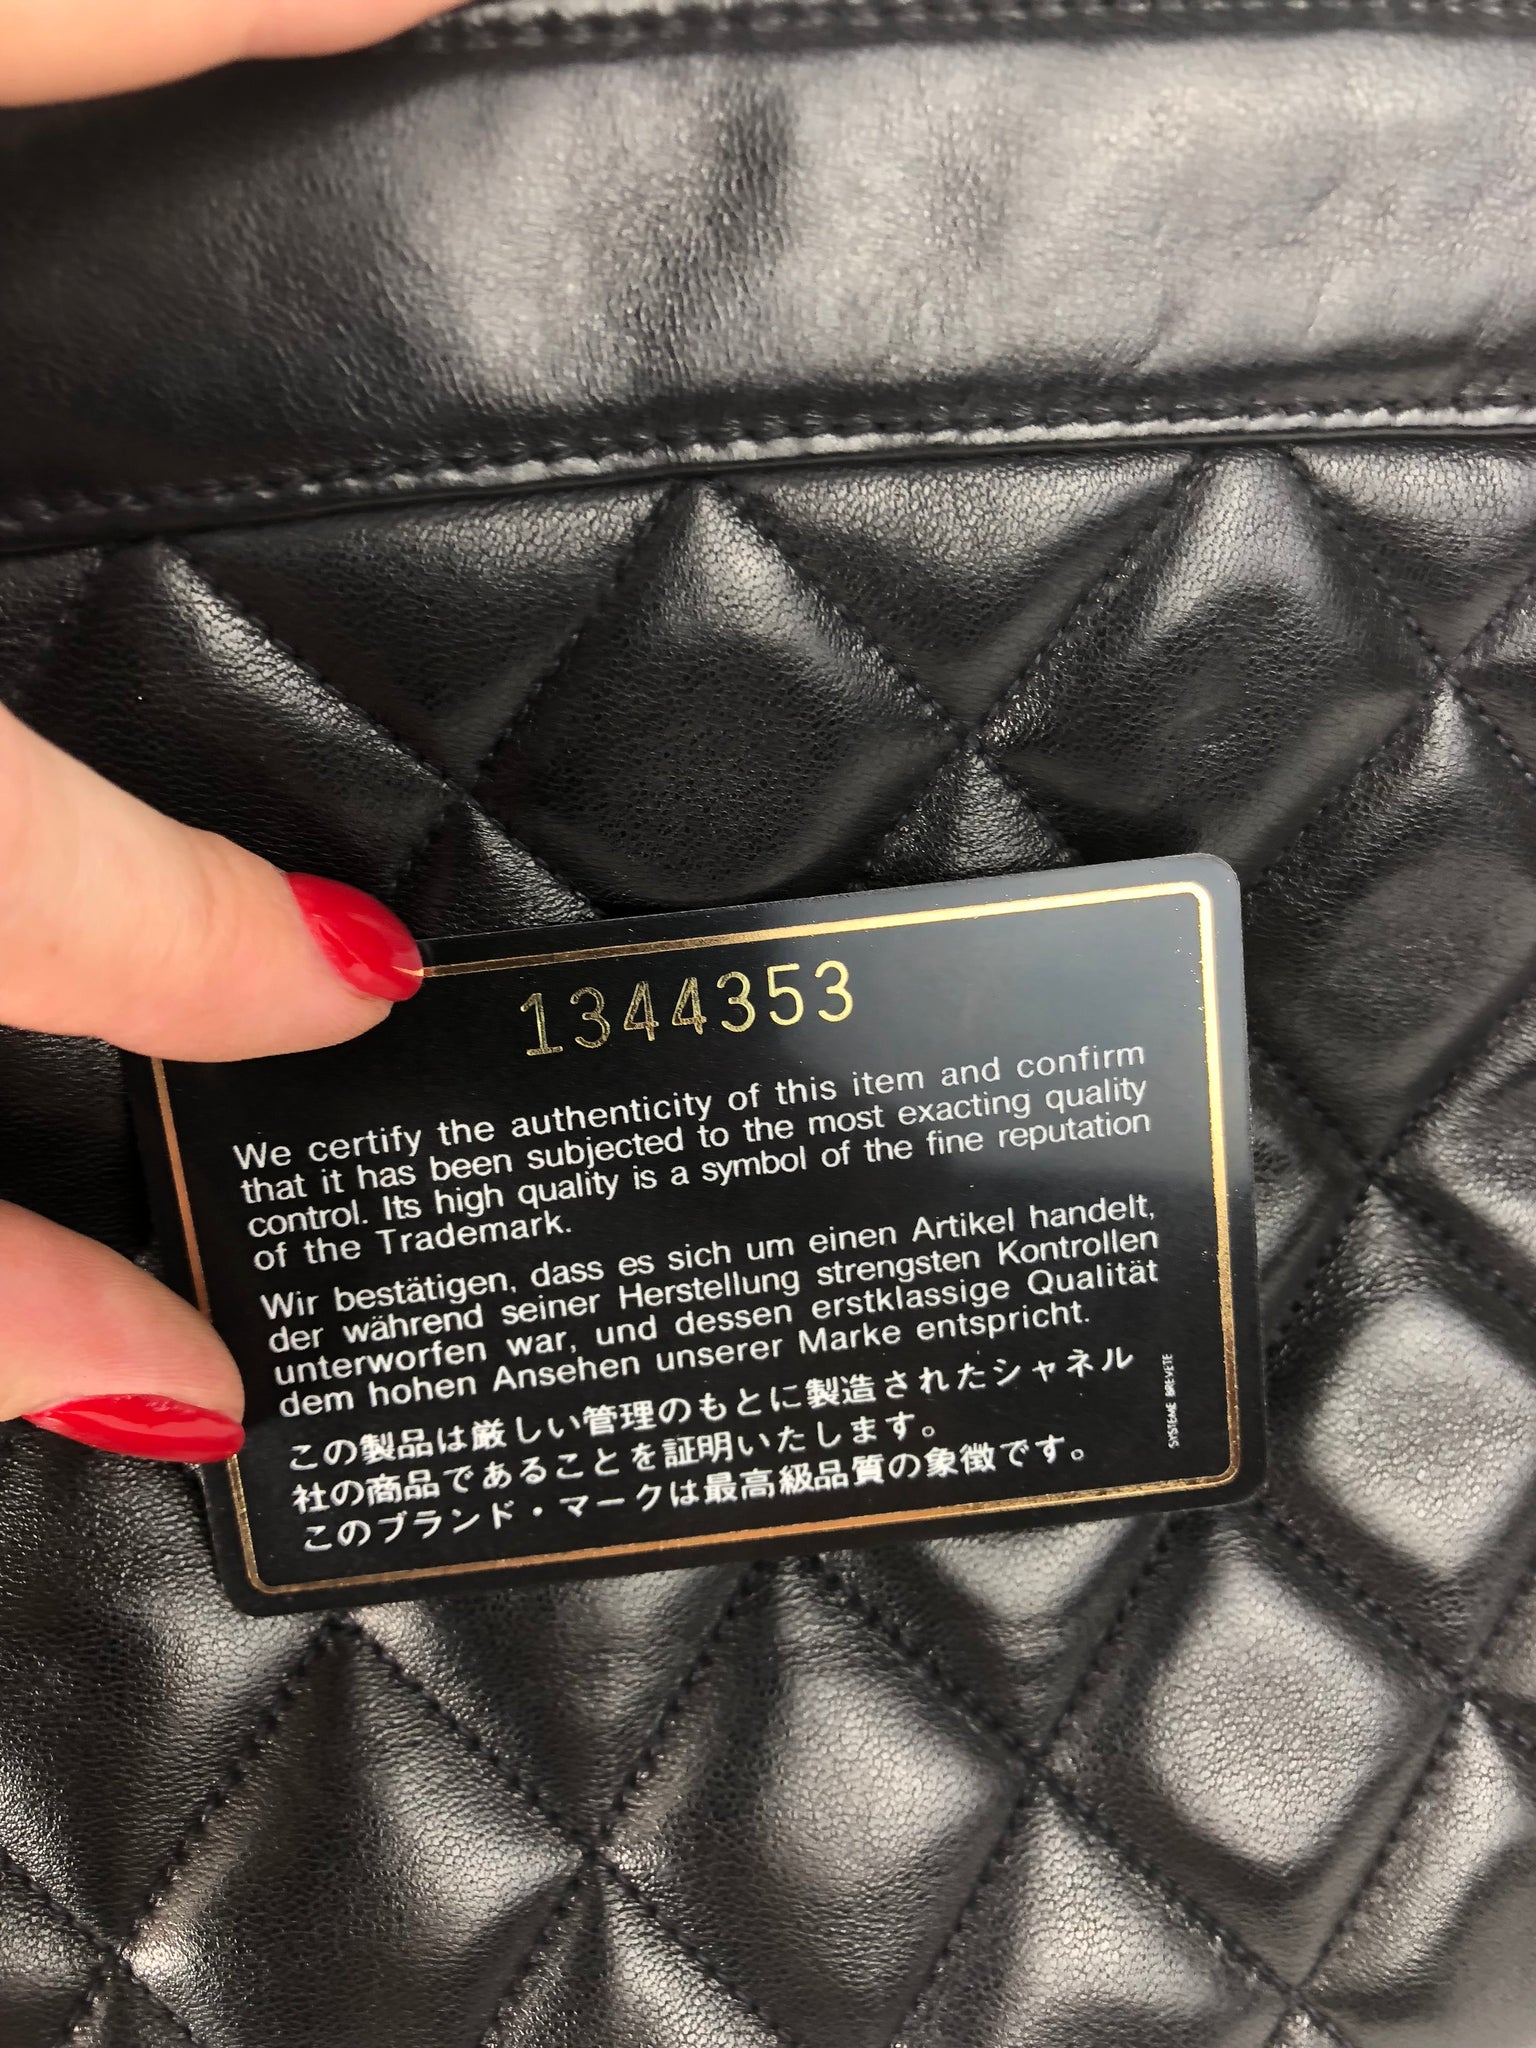 1344353
We certify the authenticity of this item and confirm
that it has been subjected to the most exacting quality
control. Its high quality is a symbol of the fine reputation
of the Trademark.
Wir bestätigen, dass es sich um einen Artikel handelt,
der während seiner Herstellung strengsten Kontrollen
unterworfen war, und dessen erstklassige Qualität
dem hohen Ansehen unserer Marke entspricht.
この製品は厳しい管理のもとに製造されたシャネル
社の商品であることを証明いたします。
このブランド・マークは最高級品質の象徴です。
SYSTEME BREVETE